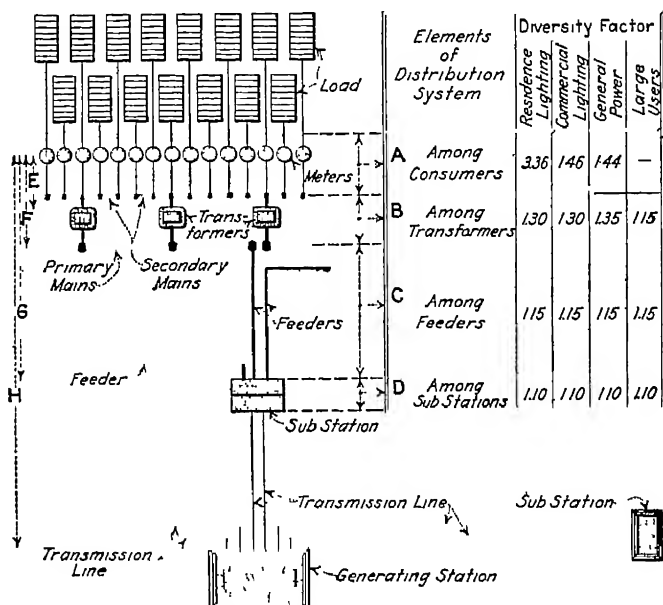 Diversity Factor
Elements
of
Distribution
System
Residence
Lighting
Commercial
Lighting
General
Power
Large
Users
Load
Meters
A Among
Consumers
3.36 1.46 1.44 —
E
F
G
H
Trans-
formers
B Among
Transformers
1.30 1.30 1.35 1.15
Primary
Mains
Secondary
Mains
Feeders
C Among
Feeders
1.15 1.15 1.15 1.15
Feeder
D Among
Sub Stations
1.10 1.10 1.10 1.10
Sub Station
Transmission Line
Sub Station
Transmission
Line
Generating Station